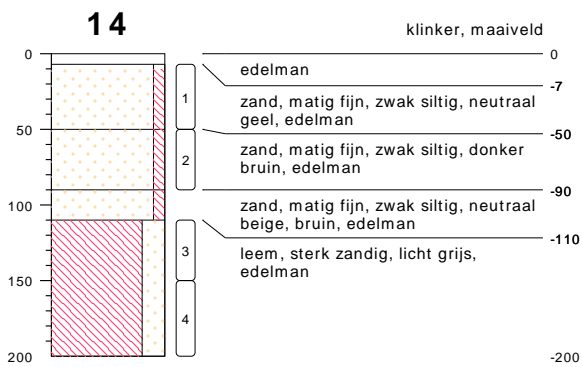 14
klinker, maaiveld
0
0
edelman
-7
1
zand, matig fijn, zwak siltig, neutraal
geel, edelman
50
-50
2
zand, matig fijn, zwak siltig, donker
bruin, edelman
-90
100
zand, matig fijn, zwak siltig, neutraal
beige, bruin, edelman
-110
3
leem, sterk zandig, licht grijs,
edelman
150
4
200
-200